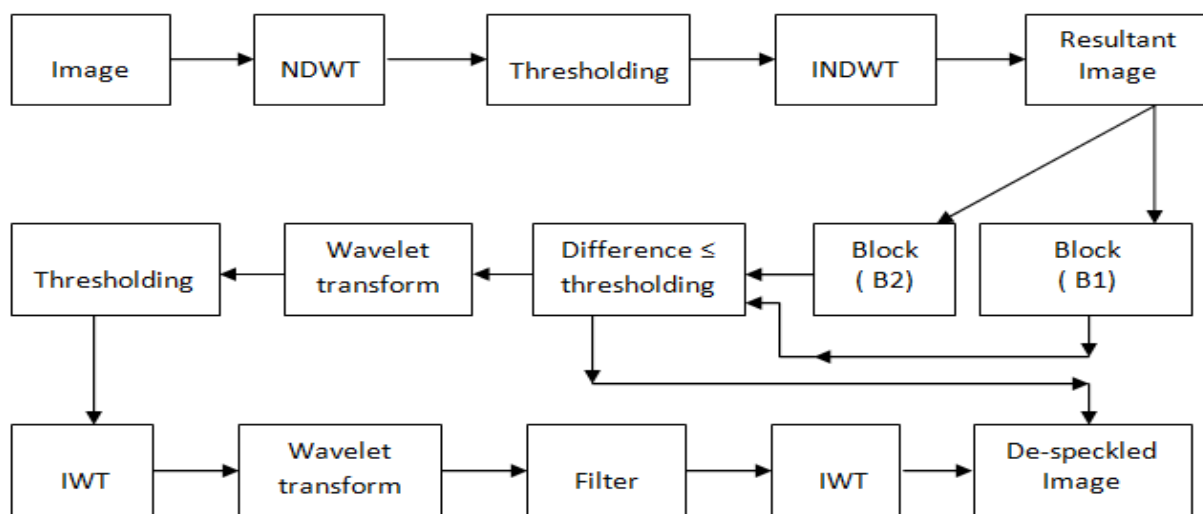 Image
NDWT
Thresholding
INDWT
Resultant
Image
Thresholding
Wavelet
transform
Difference ≤
thresholding
Block
( B2)
Block
( B1)
IWT
Wavelet
transform
Filter
IWT
De-speckled
Image